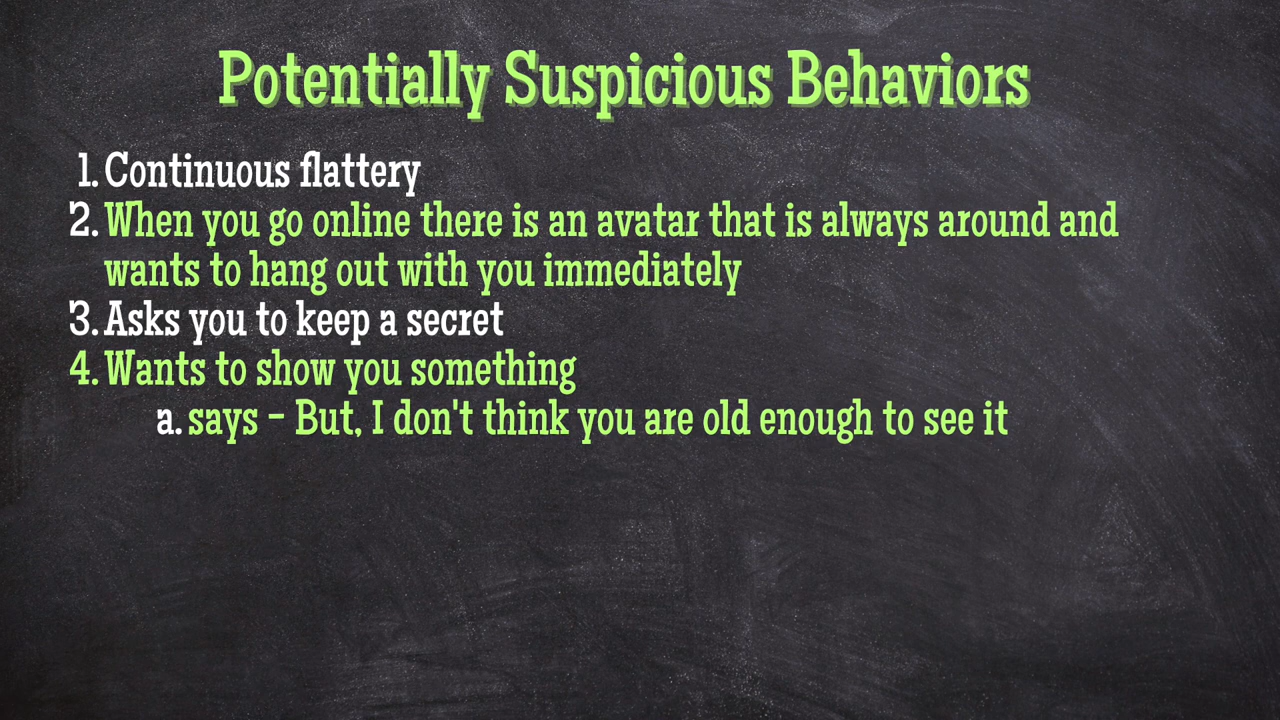 Potentially Suspicious Behaviors
1. Continuous flattery
2. When you go online there is an avatar that is always around and
wants to hang out with you immediately
3. Asks you to keep a secret
4. Wants to show you something
a. says - But, I don't think you are old enough to see it